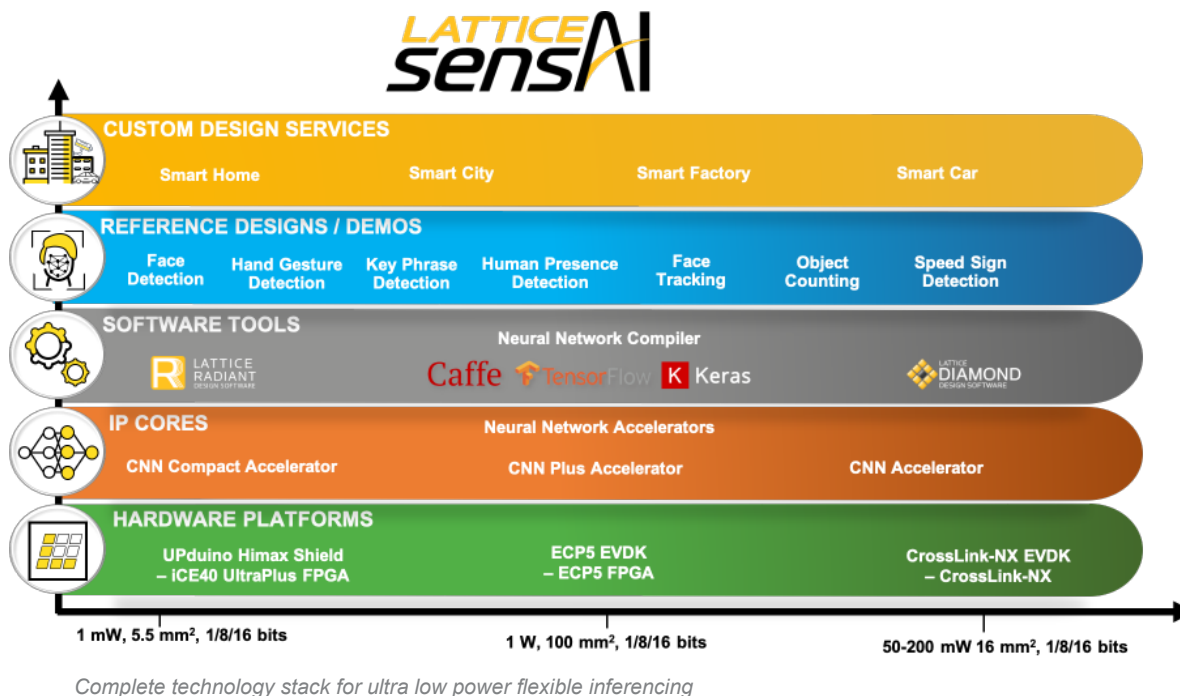 LATTICE
sensAI
CUSTOM DESIGN SERVICES
Smart Home Smart City Smart Factory Smart Car
REFERENCE DESIGNS / DEMOS
Face Detection
Hand Gesture Detection
Key Phrase Detection
Human Presence Detection
Face Tracking
Object Counting
Speed Sign Detection
SOFTWARE TOOLS
Neural Network Compiler
R LATTICE
RADIANT
DESIGN SOFTWARE
Caffe TensorFlow K Keras
LATTICE
DIAMOND
DESIGN SOFTWARE
IP CORES
Neural Network Accelerators
CNN Compact Accelerator CNN Plus Accelerator CNN Accelerator
HARDWARE PLATFORMS
UPduino Himax Shield
– iCE40 UltraPlus FPGA
ECP5 EVDK
– ECP5 FPGA
CrossLink-NX EVDK
– CrossLink-NX
1 mW, 5.5 mm², 1/8/16 bits
1 W, 100 mm², 1/8/16 bits
50-200 mW 16 mm², 1/8/16 bits
Complete technology stack for ultra low power flexible inferencing